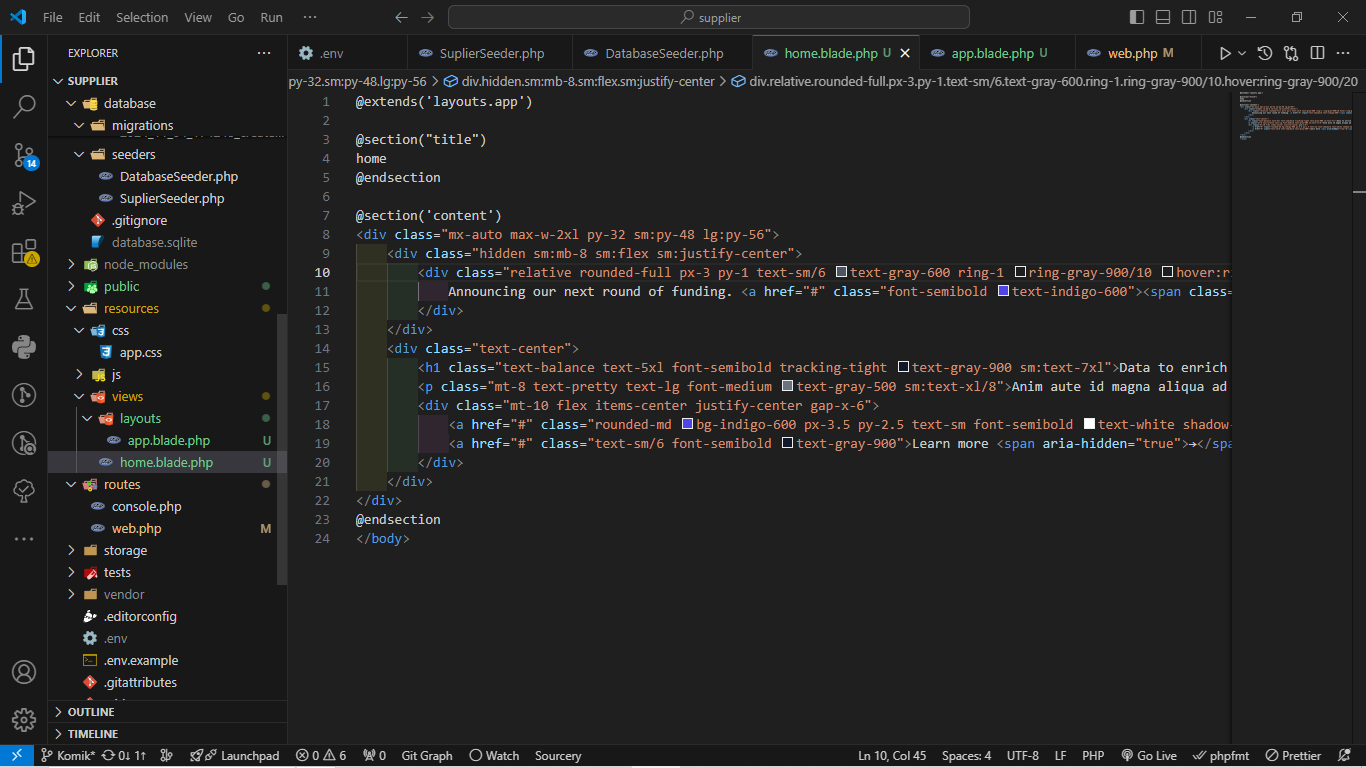 File Edit Selection View Go Run ··· supplier
EXPLORER ···
.env SuplierSeeder.php DatabaseSeeder.php home.blade.php U app.blade.php U web.php M
py-32.sm:py-48.lg:py-56 > div.hidden.sm:mb-8.sm:flex.sm:justify-center > div.relative.rounded-full.px-3.py-1.text-sm/6.text-gray-600.ring-1.ring-gray-900/10.hover:ring-gray-900/20
SUPPLIER
database
migrations
seeders
DatabaseSeeder.php
SuplierSeeder.php
.gitignore
database.sqlite
node_modules
public
resources
css
app.css
js
views
layouts
app.blade.php U
home.blade.php U
routes
console.php
web.php M
storage
tests
vendor
.editorconfig
.env
.env.example
.gitattributes
OUTLINE
TIMELINE
14
1 @extends('layouts.app')
2
3 @section("title")
4 home
5 @endsection
6
7 @section('content')
8 <div class="mx-auto max-w-2xl py-32 sm:py-48 lg:py-56">
9 <div class="hidden sm:mb-8 sm:flex sm:justify-center">
10 <div class="relative rounded-full px-3 py-1 text-sm/6 text-gray-600 ring-1 ring-gray-900/10 hover:ri
11 Announcing our next round of funding. <a href="#" class="font-semibold text-indigo-600"><span class=
12 </div>
13 </div>
14 <div class="text-center">
15 <h1 class="text-balance text-5xl font-semibold tracking-tight text-gray-900 sm:text-7xl">Data to enrich
16 <p class="mt-8 text-pretty text-lg font-medium text-gray-500 sm:text-xl/8">Anim aute id magna aliqua ad
17 <div class="mt-10 flex items-center justify-center gap-x-6">
18 <a href="#" class="rounded-md bg-indigo-600 px-3.5 py-2.5 text-sm font-semibold text-white shadow-
19 <a href="#" class="text-sm/6 font-semibold text-gray-900">Learn more <span aria-hidden="true">→</sp
20 </div>
21 </div>
22 </div>
23 @endsection
24 </body>
Komik* 0↓ 1↑ Launchpad 0 6 0 Git Graph Watch Sourcery Ln 10, Col 45 Spaces: 4 UTF-8 LF PHP Go Live phpfmt Prettier